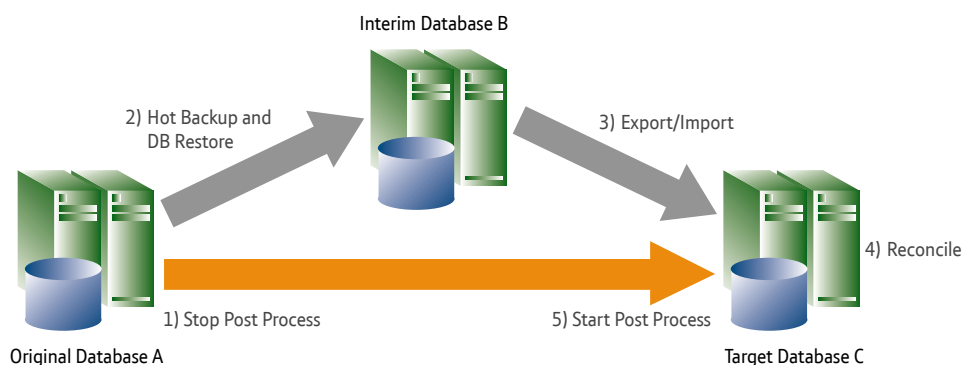 Interim Database B
2) Hot Backup and
DB Restore
3) Export/Import
4) Reconcile
1) Stop Post Process
5) Start Post Process
Original Database A
Target Database C